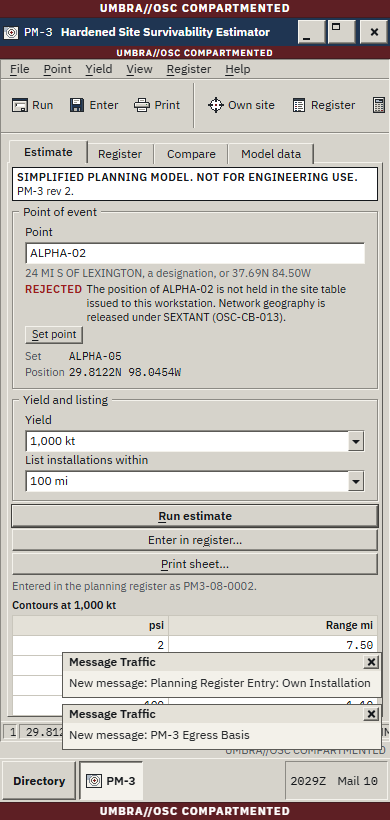 UMBRA//OSC COMPARTMENTED
PM-3 Hardened Site Survivability Estimator
UMBRA//OSC COMPARTMENTED
File Point Yield View Register Help
Run Enter Print Own site Register
Estimate Register Compare Model data
SIMPLIFIED PLANNING MODEL. NOT FOR ENGINEERING USE.
PM-3 rev 2.
Point of event
Point
ALPHA-02
24 MI S OF LEXINGTON, a designation, or 37.69N 84.50W
REJECTED The position of ALPHA-02 is not held in the site table
issued to this workstation. Network geography is
released under SEXTANT (OSC-CB-013).
Set point
Set ALPHA-05
Position 29.8122N 98.0454W
Yield and listing
Yield
1,000 kt
List installations within
100 mi
Run estimate
Enter in register...
Print sheet...
Entered in the planning register as PM3-08-0002.
Contours at 1,000 kt
psi Range mi
2 7.50
Message Traffic
New message: Planning Register Entry: Own Installation
Message Traffic
New message: PM-3 Egress Basis
1 29.812
UMBRA//OSC COMPARTMENTED
Directory PM-3 2029Z Mail 10
UMBRA//OSC COMPARTMENTED